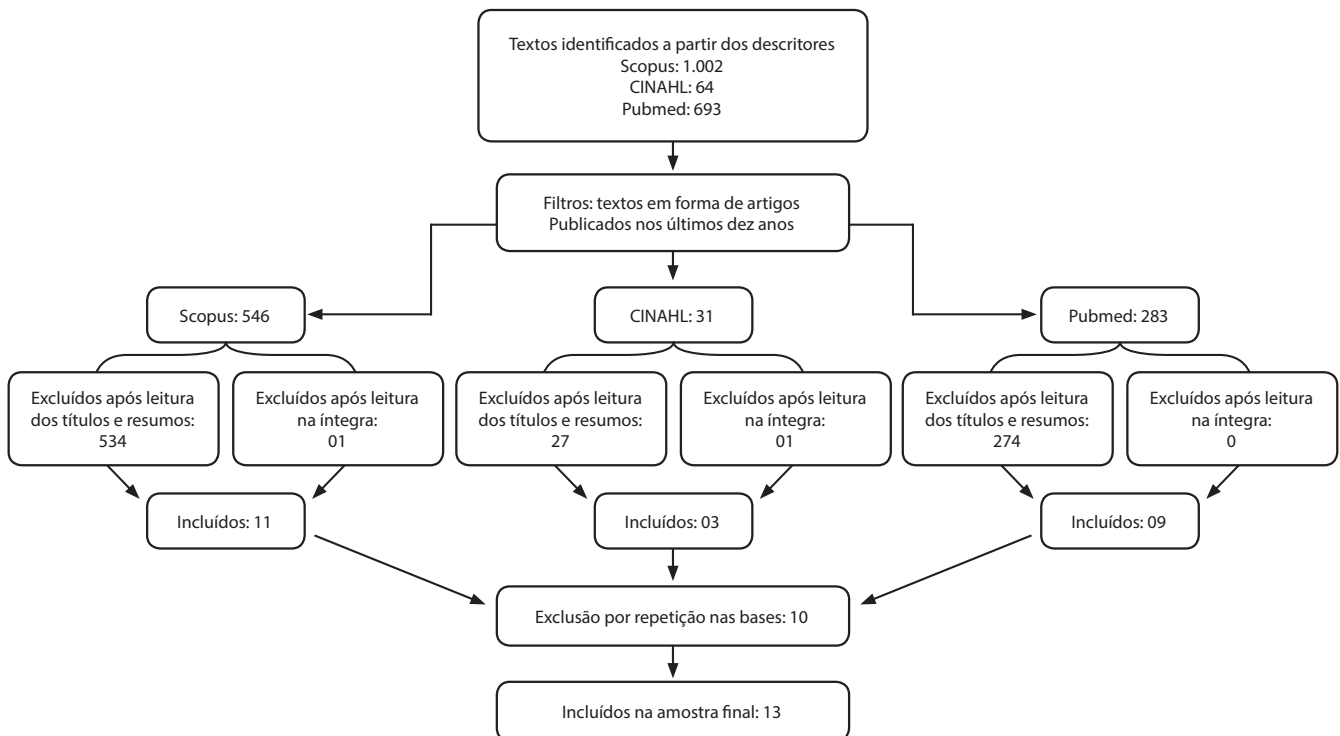 Textos identificados a partir dos descritores
Scopus: 1.002
CINAHL: 64
Pubmed: 693
Filtros: textos em forma de artigos
Publicados nos últimos dez anos
Scopus: 546
CINAHL: 31
Pubmed: 283
Excluídos após leitura
dos títulos e resumos:
534
Excluídos após leitura
na íntegra:
01
Excluídos após leitura
dos títulos e resumos:
27
Excluídos após leitura
na íntegra:
01
Excluídos após leitura
dos títulos e resumos:
274
Excluídos após leitura
na íntegra:
0
Incluídos: 11
Incluídos: 03
Incluídos: 09
Exclusão por repetição nas bases: 10
Incluídos na amostra final: 13